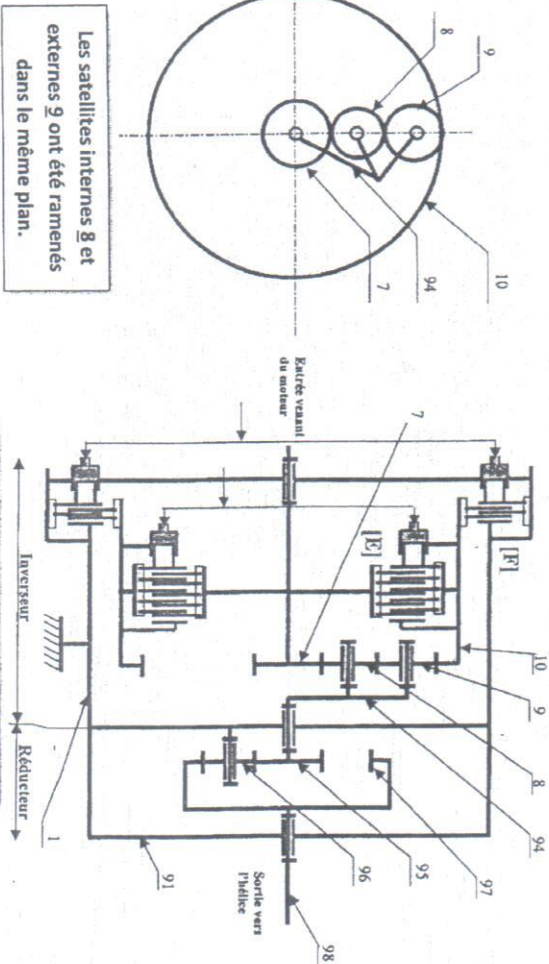 Les satellites internes 8 et
externes 9 ont été ramenés
dans le même plan.
8
9
10
94
7
Entrée venant
du moteur
7
[E]
[F]
10
9
8
94
97
95
96
91
98
1
Sortie vers
l'hélice
Inverseur
Réducteur